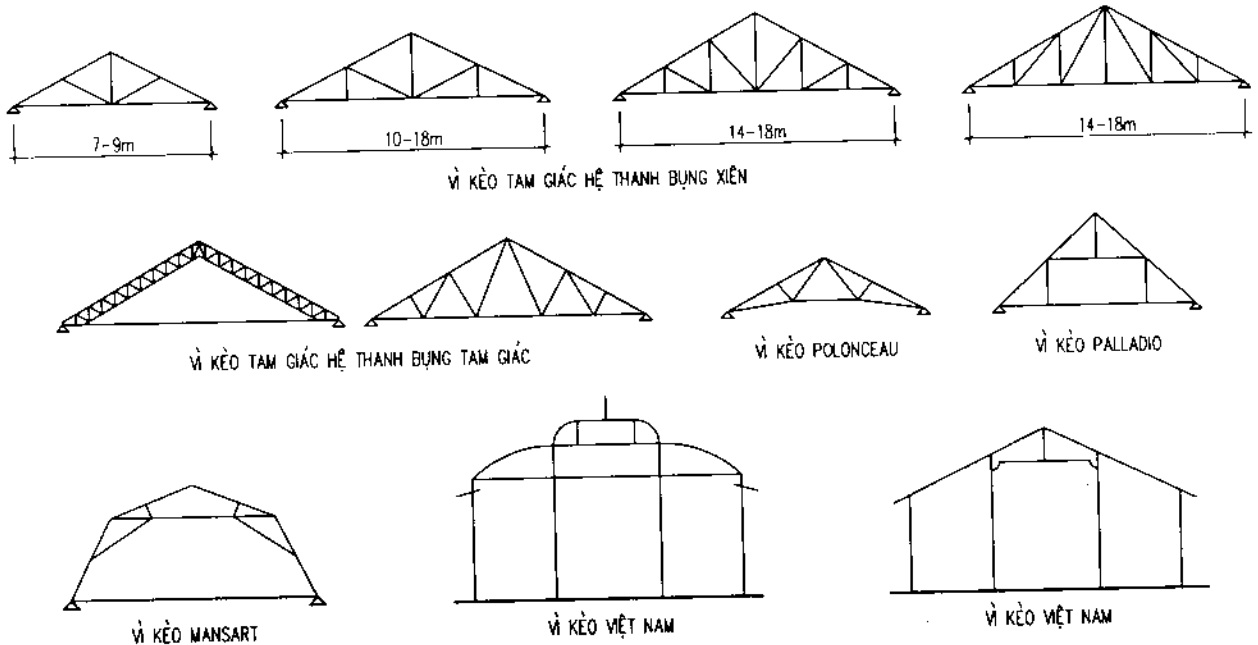 7-9m
10-18m
14-18m
14-18m
VÌ KÈO TAM GIÁC HỆ THANH BỤNG XIÊN
VÌ KÈO TAM GIÁC HỆ THANH BỤNG TAM GIÁC
VÌ KÈO POLONCEAU
VÌ KÈO PALLADIO
VÌ KÈO MANSART
VÌ KÈO VIỆT NAM
VÌ KÈO VIỆT NAM